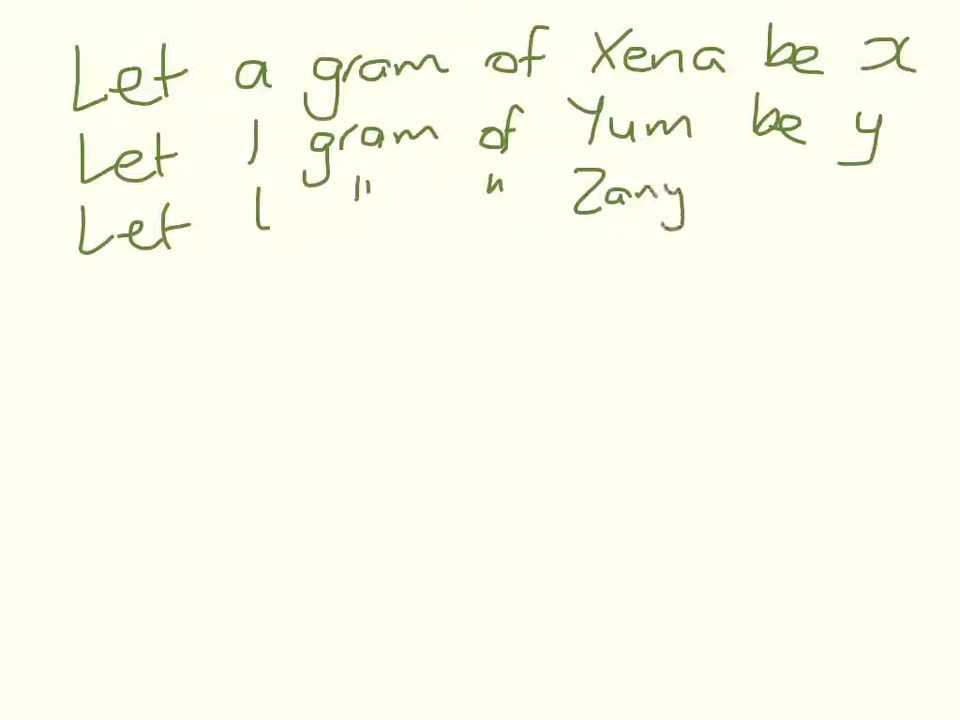 Let a gram of Xena be x
Let 1 gram of Yum be y
Let 1 " " Zany